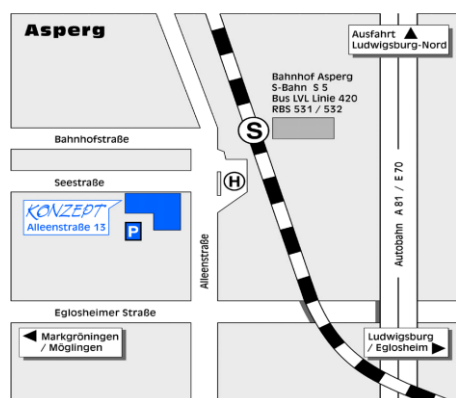 Asperg
Ausfahrt
Ludwigsburg-Nord
Bahnhof Asperg
S-Bahn S 5
Bus LVL Linie 420
RBS 531 / 532
S
Bahnhofstraße
H
Seestraße
KONZEPT
Alleenstraße 13
P
Alleenstraße
Autobahn A 81 / E 70
Eglosheimer Straße
Markgröningen
/ Möglingen
Ludwigsburg
/ Eglosheim